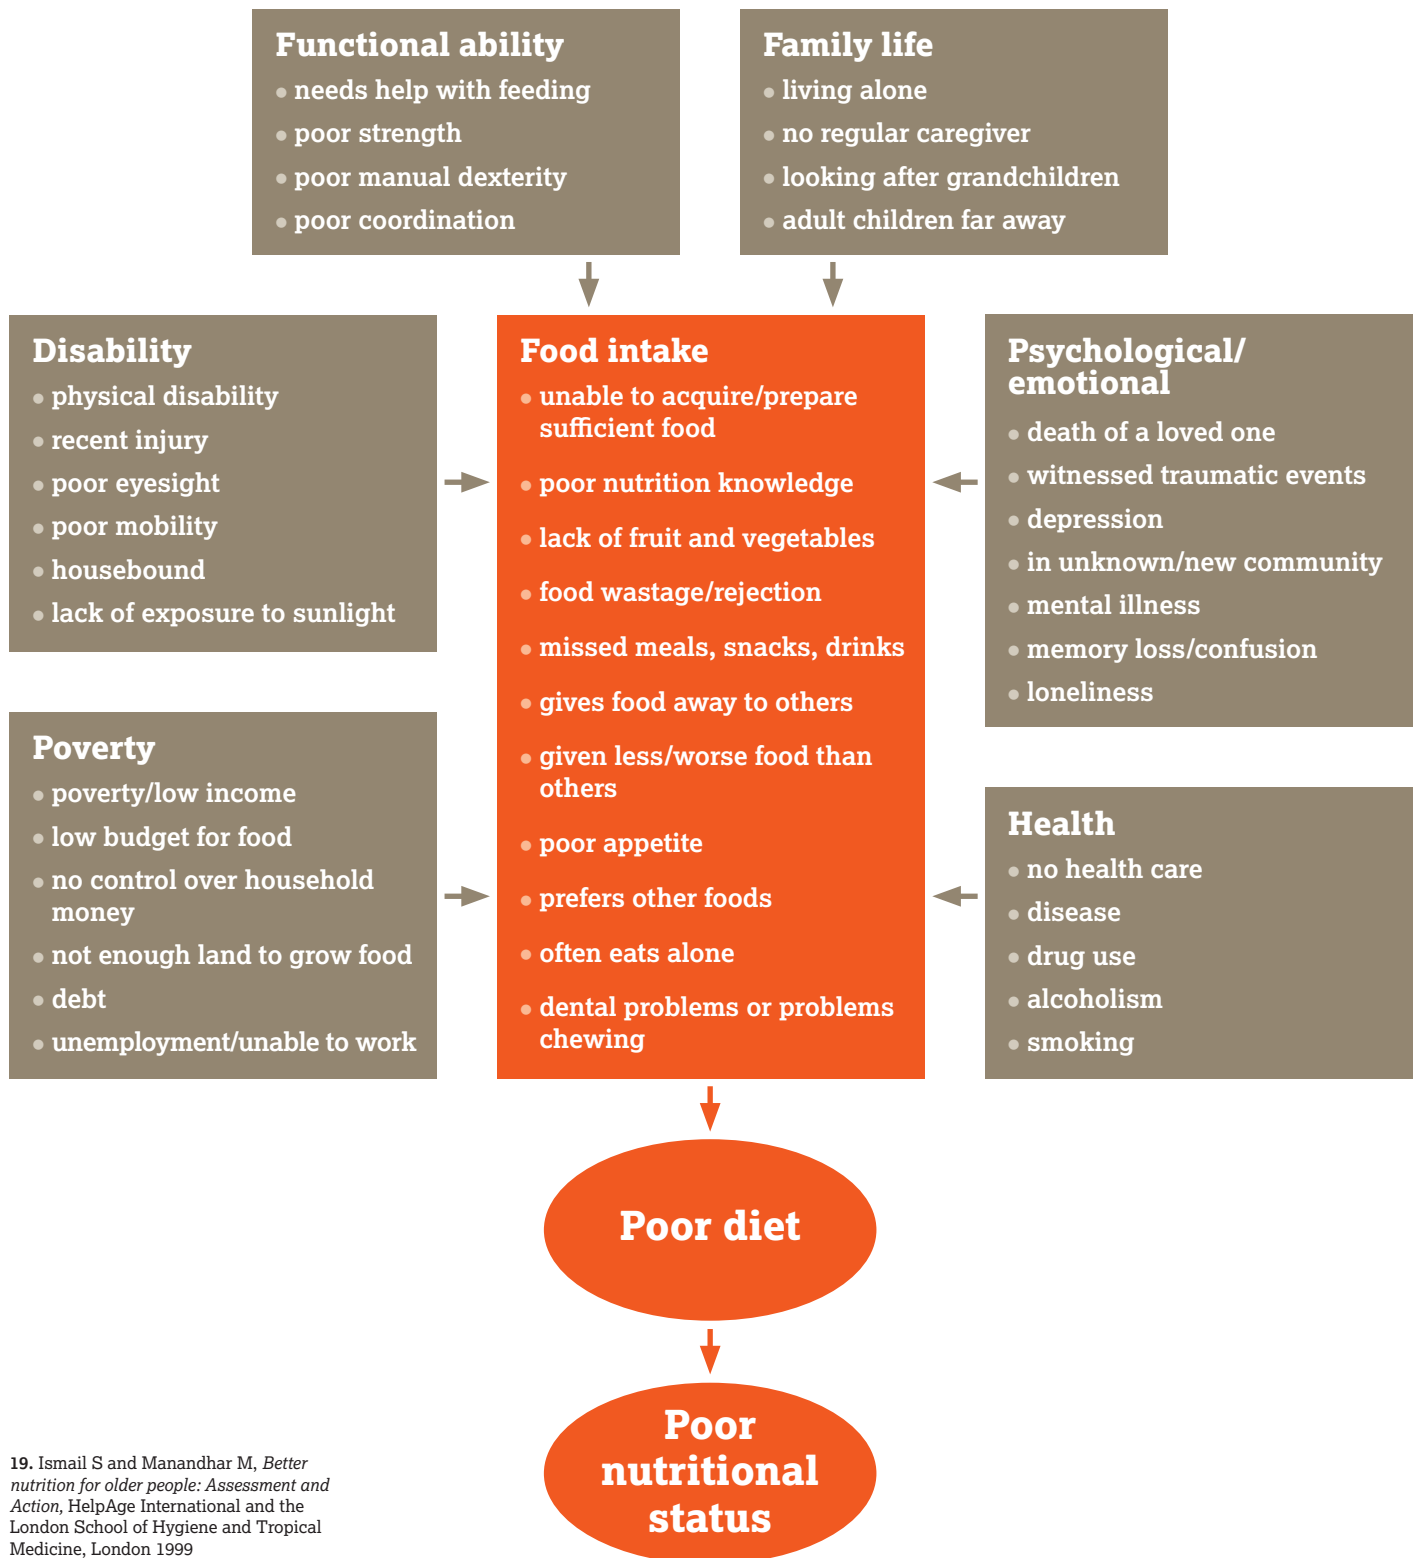 Functional ability
• needs help with feeding
• poor strength
• poor manual dexterity
• poor coordination
Family life
• living alone
• no regular caregiver
• looking after grandchildren
• adult children far away
Disability
• physical disability
• recent injury
• poor eyesight
• poor mobility
• housebound
• lack of exposure to sunlight
Poverty
• poverty/low income
• low budget for food
• no control over household
money
• not enough land to grow food
• debt
• unemployment/unable to work
Food intake
• unable to acquire/prepare
sufficient food
• poor nutrition knowledge
• lack of fruit and vegetables
• food wastage/rejection
• missed meals, snacks, drinks
• gives food away to others
• given less/worse food than
others
• poor appetite
• prefers other foods
• often eats alone
• dental problems or problems
chewing
Psychological/
emotional
• death of a loved one
• witnessed traumatic events
• depression
• in unknown/new community
• mental illness
• memory loss/confusion
• loneliness
Health
• no health care
• disease
• drug use
• alcoholism
• smoking
Poor diet
Poor
nutritional
status
19. Ismail S and Manandhar M, Better
nutrition for older people: Assessment and
Action, HelpAge International and the
London School of Hygiene and Tropical
Medicine, London 1999